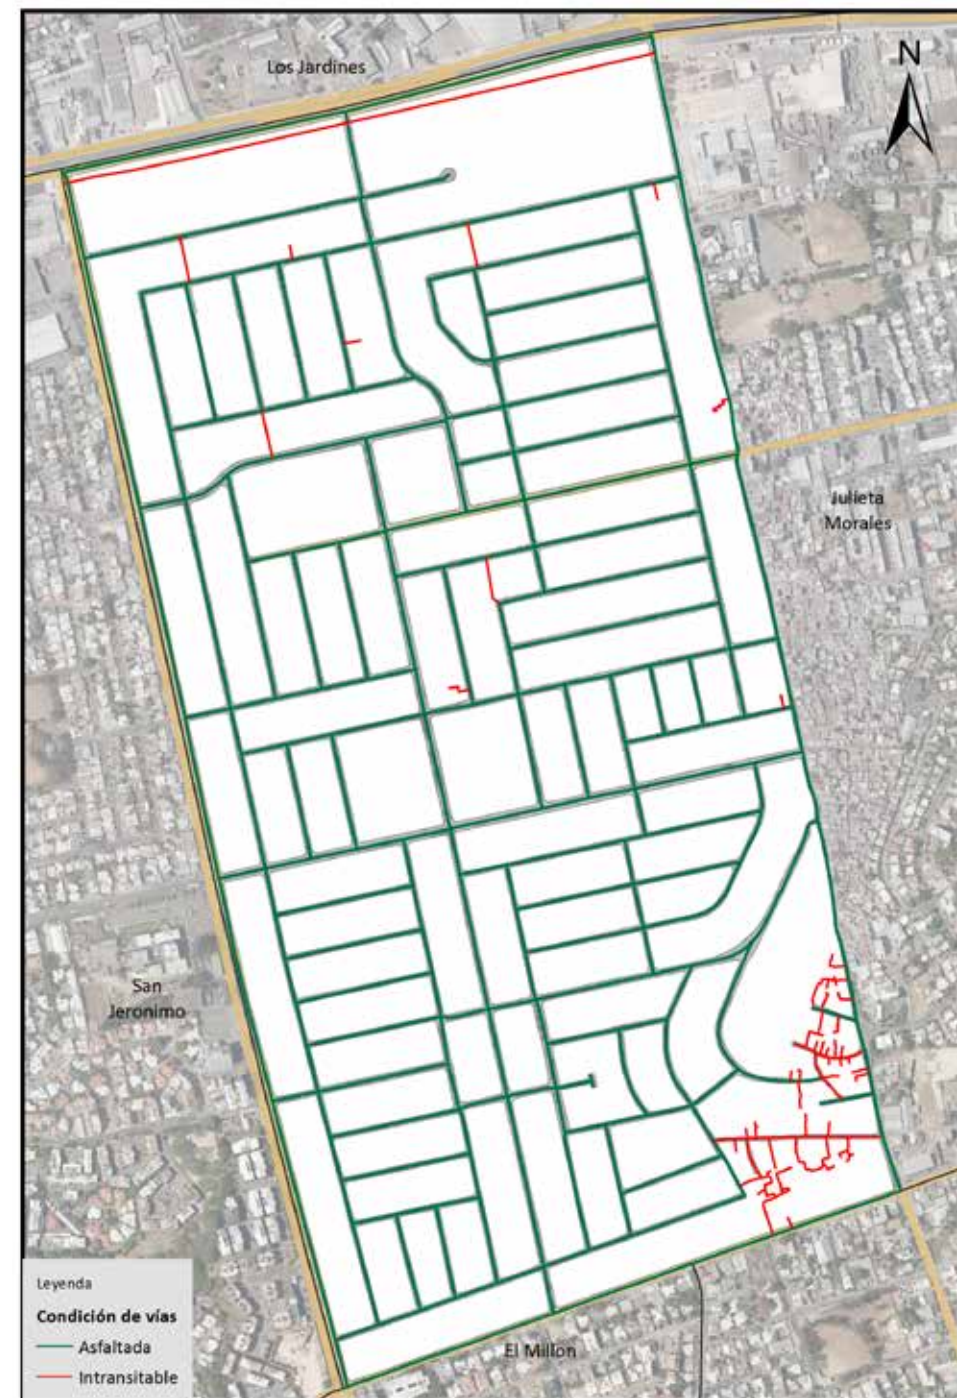 Los Jardines
N
Julieta
Morales
San
Jeronimo
El Millon
Leyenda
Condición de vías
Asfaltada
Intransitable